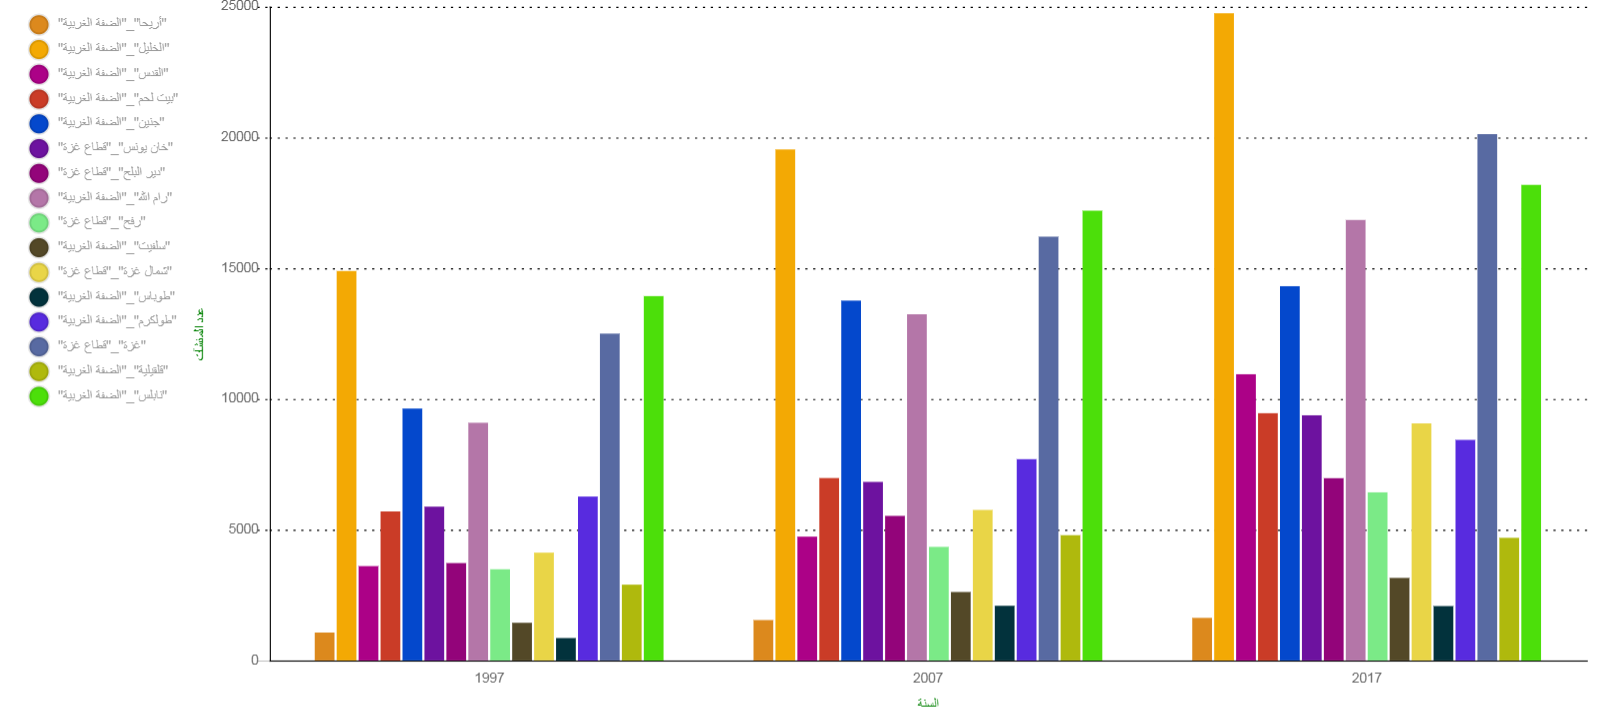 "أريحا"_"الضفة الغربية"
"الخليل"_"الضفة الغربية"
"القدس"_"الضفة الغربية"
"بيت لحم"_"الضفة الغربية"
"جنين"_"الضفة الغربية"
"خان يونس"_"قطاع غزة"
"دير البلح"_"قطاع غزة"
"رام الله"_"الضفة الغربية"
"رفح"_"قطاع غزة"
"سلفيت"_"الضفة الغربية"
"شمال غزة"_"قطاع غزة"
"طوباس"_"الضفة الغربية"
"طولكرم"_"الضفة الغربية"
"غزة"_"قطاع غزة"
"قلقيلية"_"الضفة الغربية"
"نابلس"_"الضفة الغربية"
عدد المنشآت
25000
20000
15000
10000
5000
0
1997 2007 2017
السنة